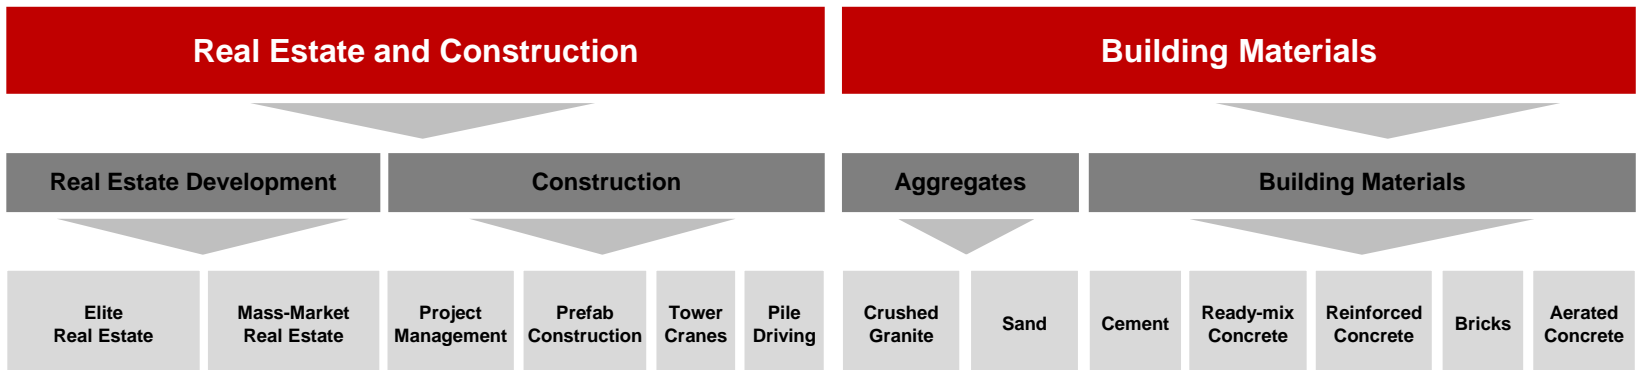 Real Estate and Construction
Building Materials
Real Estate Development
Construction
Aggregates
Building Materials
Elite
Real Estate
Mass-Market
Real Estate
Project
Management
Prefab
Construction
Tower
Cranes
Pile
Driving
Crushed
Granite
Sand
Cement
Ready-mix
Concrete
Reinforced
Concrete
Bricks
Aerated
Concrete